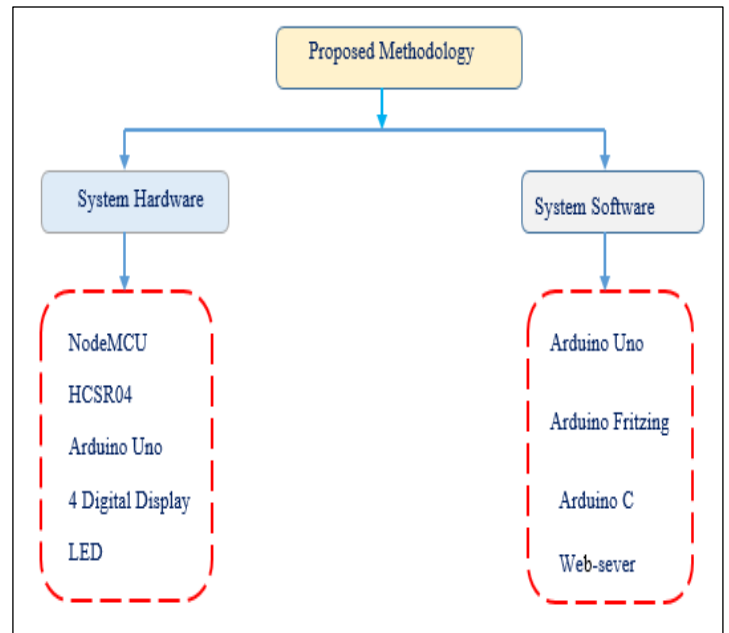 Proposed Methodology
System Hardware
System Software
NodeMCU
HCSR04
Arduino Uno
4 Digital Display
LED
Arduino Uno
Arduino Fritzing
Arduino C
Web-sever